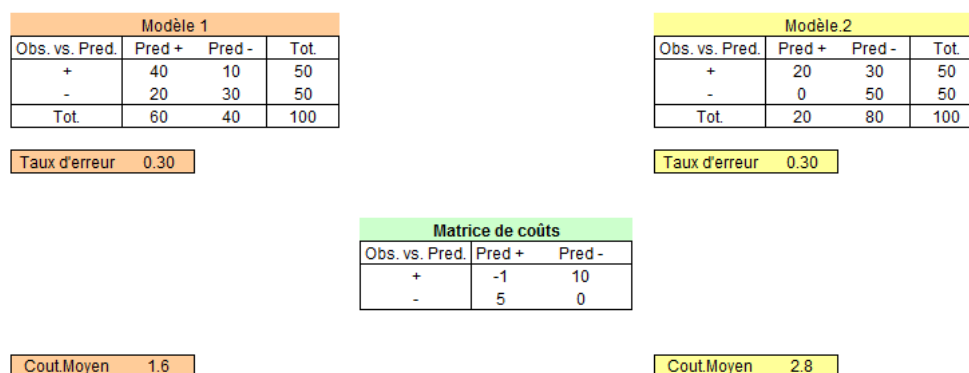 Modèle 1
Obs. vs. Pred. Pred + Pred - Tot.
+ 40 10 50
- 20 30 50
Tot. 60 40 100
Taux d'erreur 0.30
Modèle.2
Obs. vs. Pred. Pred + Pred - Tot.
+ 20 30 50
- 0 50 50
Tot. 20 80 100
Taux d'erreur 0.30
Matrice de coûts
Obs. vs. Pred. Pred + Pred -
+ -1 10
- 5 0
Cout.Moyen 1.6
Cout.Moyen 2.8